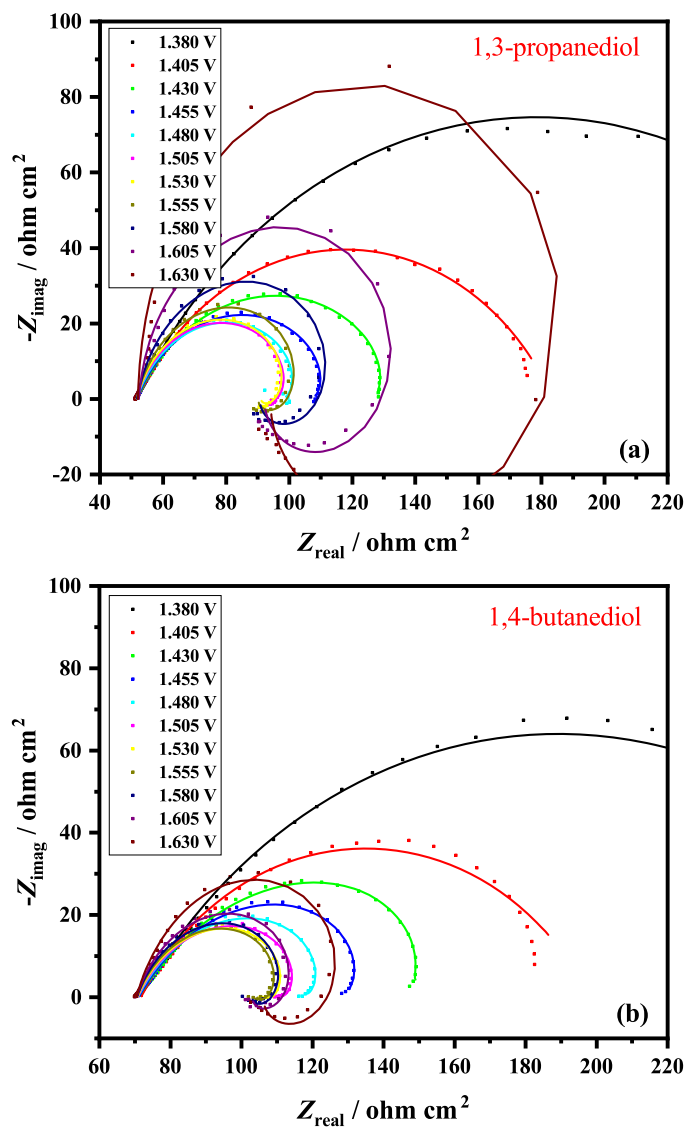 100
80
60
40
20
0
-20
-Zimag / ohm cm2
1.380 V
1.405 V
1.430 V
1.455 V
1.480 V
1.505 V
1.530 V
1.555 V
1.580 V
1.605 V
1.630 V
1,3-propanediol
(a)
40 60 80 100 120 140 160 180 200 220
Zreal / ohm cm2
100
80
60
40
20
0
-Zimag / ohm cm2
1.380 V
1.405 V
1.430 V
1.455 V
1.480 V
1.505 V
1.530 V
1.555 V
1.580 V
1.605 V
1.630 V
1,4-butanediol
(b)
60 80 100 120 140 160 180 200 220
Zreal / ohm cm2